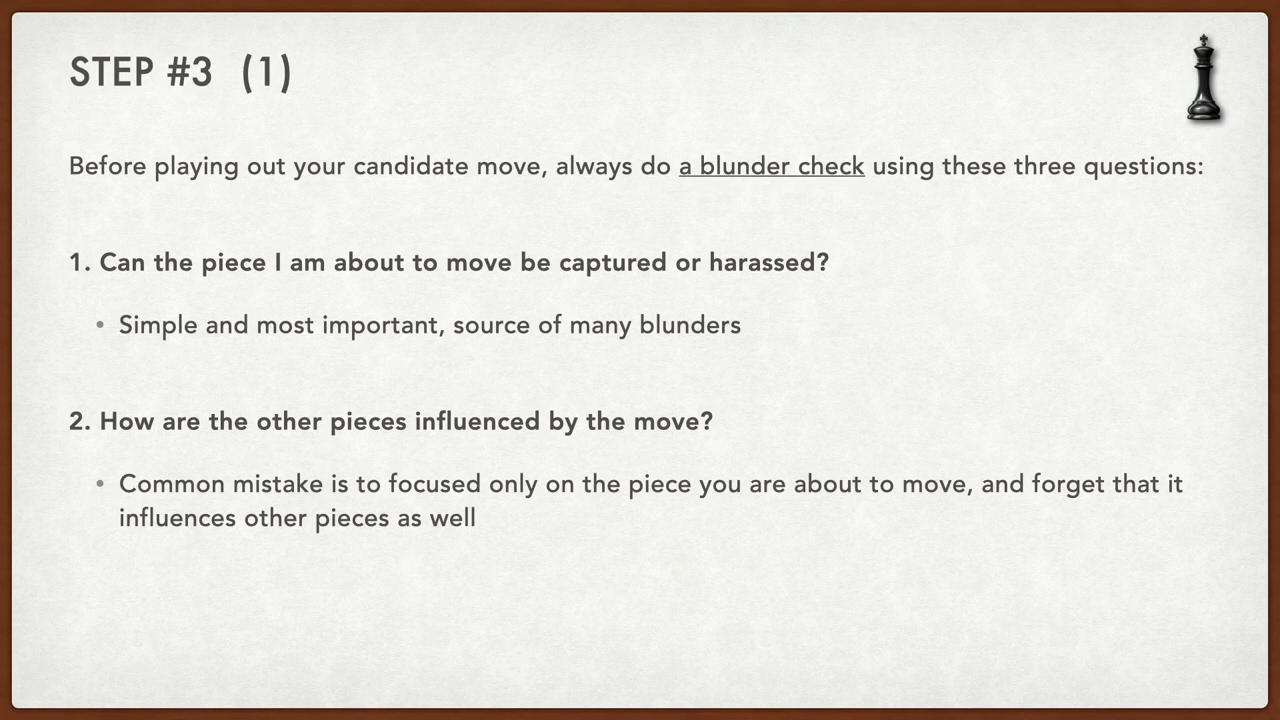 STEP #3 (1)
Before playing out your candidate move, always do a blunder check using these three questions:
1. Can the piece I am about to move be captured or harassed?
• Simple and most important, source of many blunders
2. How are the other pieces influenced by the move?
• Common mistake is to focused only on the piece you are about to move, and forget that it
influences other pieces as well